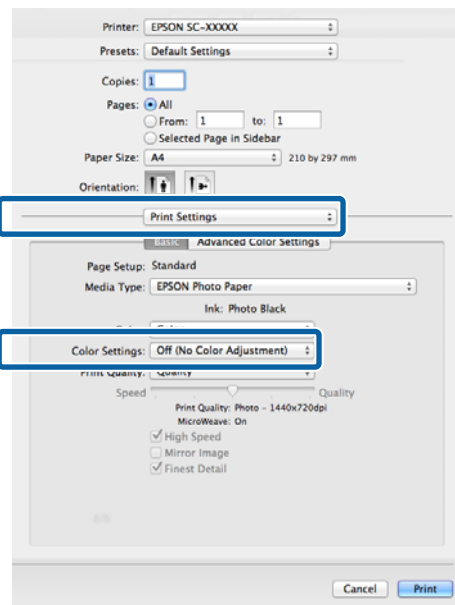 Printer: EPSON SC-XXXXX
Presets: Default Settings
Copies: 1
Pages: All
From: 1 to: 1
Selected Page in Sidebar
Paper Size: A4 210 by 297 mm
Orientation:
Print Settings
Basic Advanced Color Settings
Page Setup: Standard
Media Type: EPSON Photo Paper
Ink: Photo Black
Color Settings: Off (No Color Adjustment)
Print Quality: Quality
Speed Quality
Print Quality: Photo - 1440x720dpi
MicroWeave: On
High Speed
Mirror Image
Finest Detail
Cancel Print